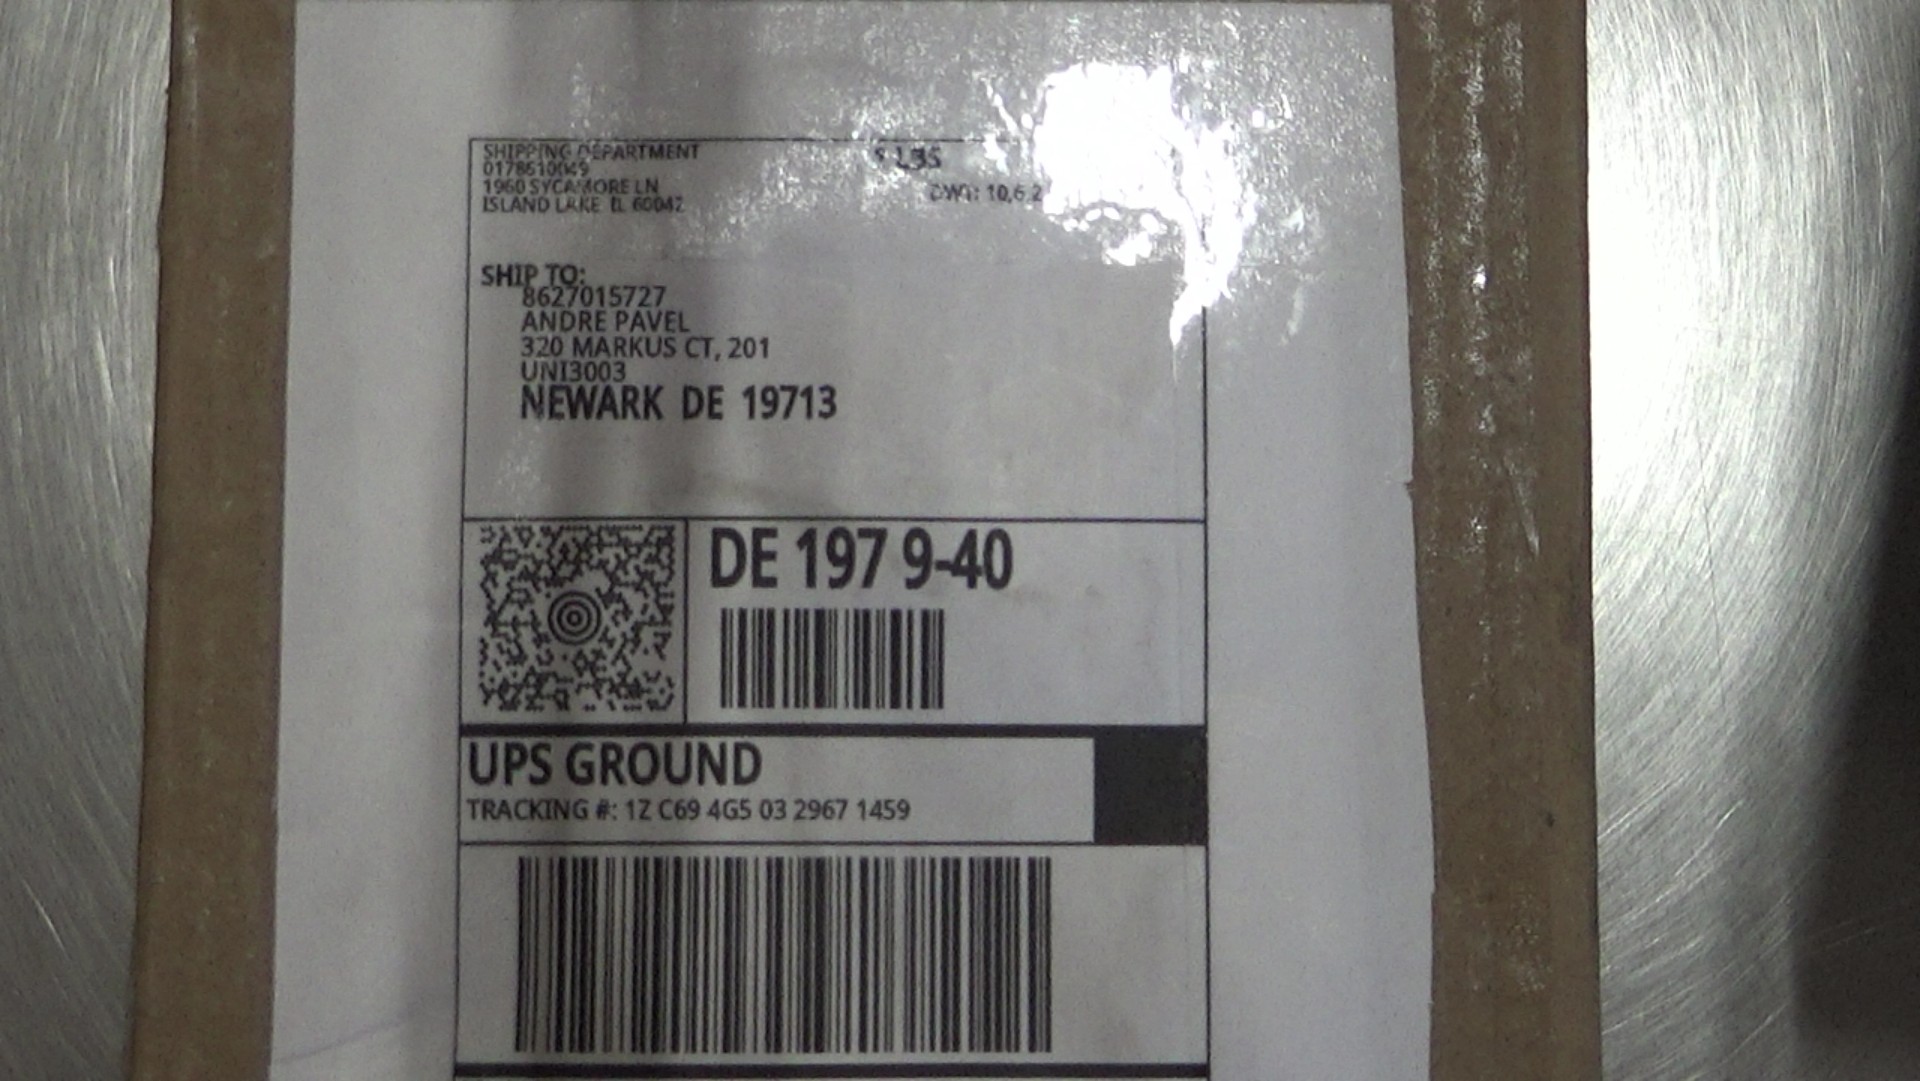 SHIPPING DEPARTMENT
1960 SYCAMORE LN
ISLAND LAKE IL 60042
LBS
DWT: 10,6,2
SHIP TO:
8627015727
ANDRE PAVEL
320 MARKUS CT, 201
UNI3003
NEWARK DE 19713
DE 197 9-40
UPS GROUND
TRACKING #: 1Z C69 4G5 03 2967 1459